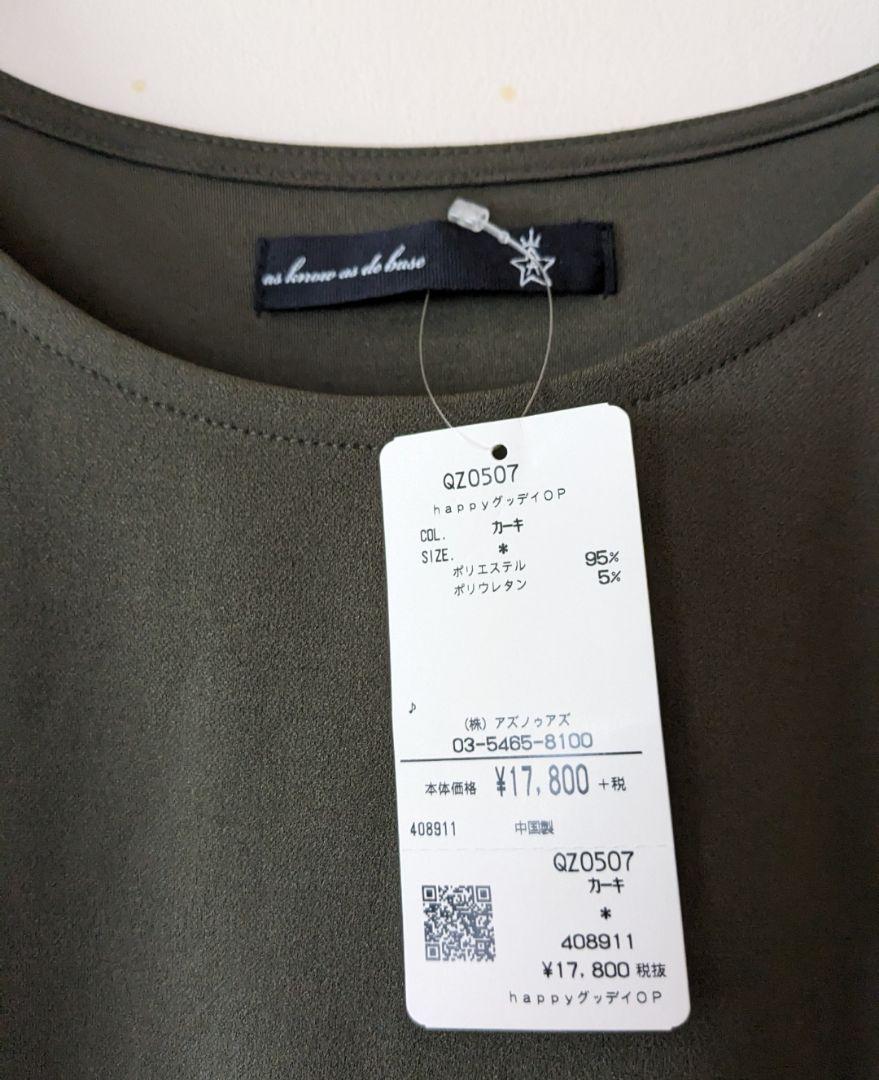 as know as de base
QZ0507
happyグッデイOP
COL. カーキ
SIZE. *
ポリエステル 95%
ポリウレタン 5%
♪
(株) アズノゥアズ
03-5465-8100
本体価格 ¥17,800 +税
408911 中国製
QZ0507
カーキ
*
408911
¥17,800 税抜
happyグッデイOP